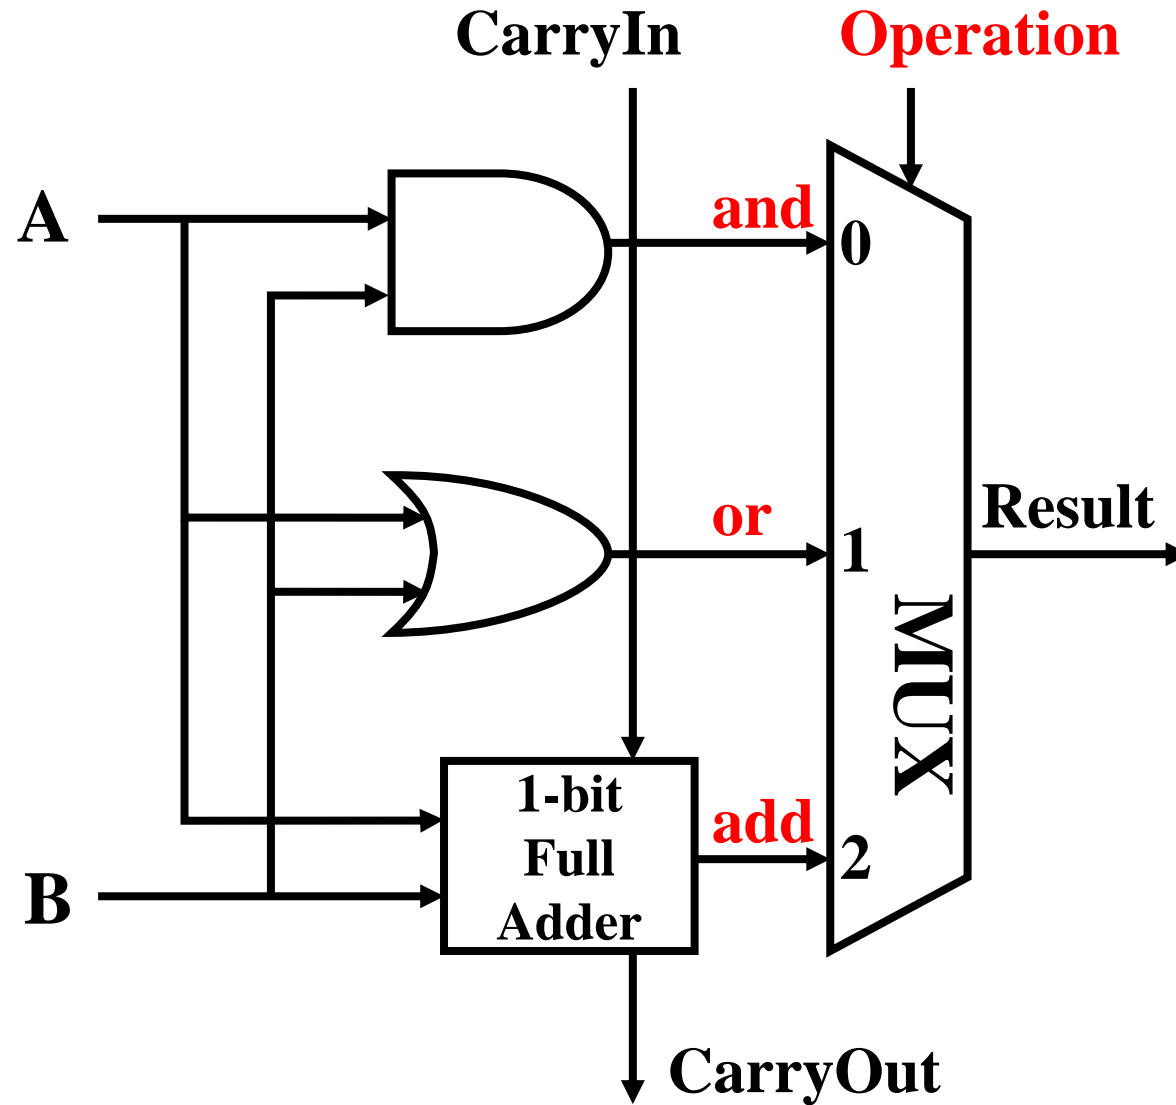 CarryIn
Operation
A
and
0
or
1
Result
MUX
1-bit
Full
Adder
add
2
B
CarryOut